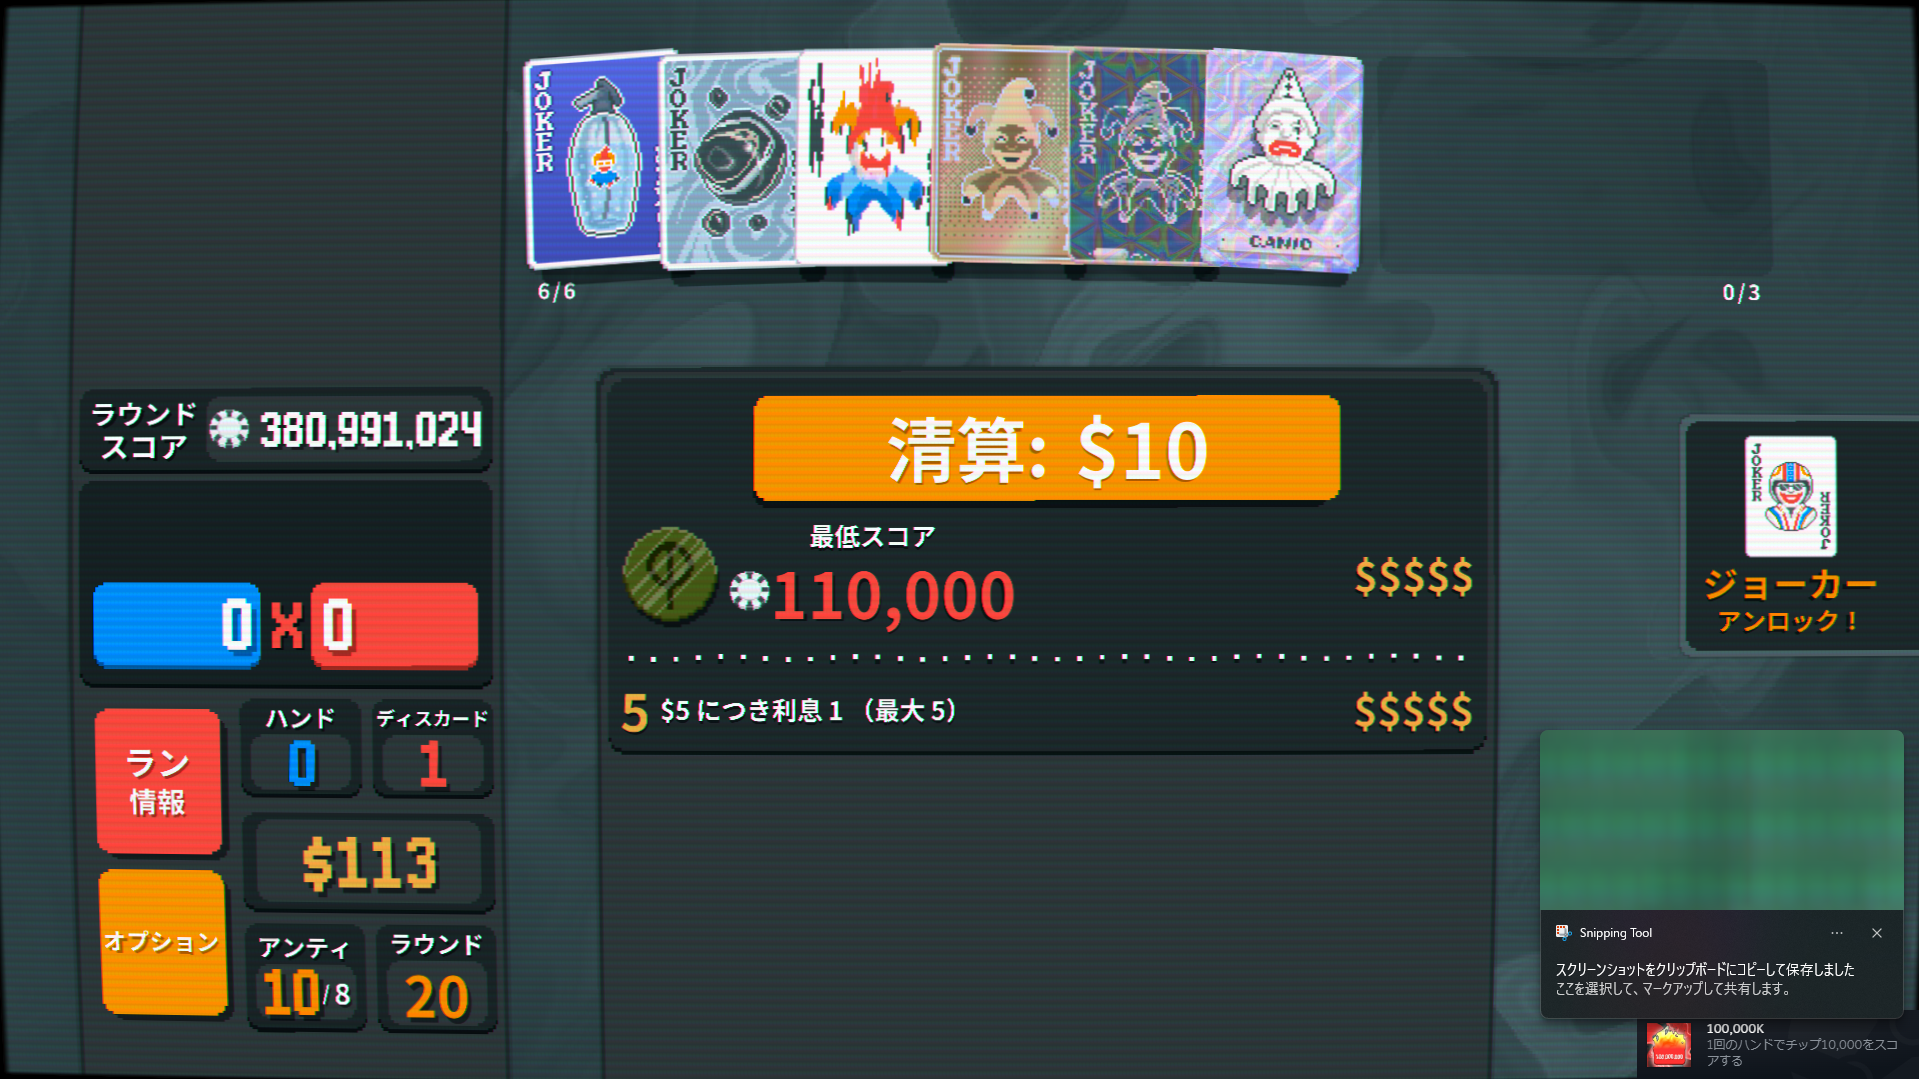 JOKER
JOKER
JOKER
JOKER
CANIO
6/6
0/3
ラウンド
スコア
380,991,024
清算: $10
最低スコア
110,000
$$$$$
5 $5 につき利息 1 （最大 5）
$$$$$
0 X 0
ラン
情報
ハンド
0
ディスカード
1
$113
オプション
アンティ
10/8
ラウンド
20
JOKER
JOKER
ジョーカー
アンロック！
Snipping Tool
スクリーンショットをクリップボードにコピーして保存しました
ここを選択して、マークアップして共有します。
100,000K
1回のハンドでチップ10,000をスコ
アする